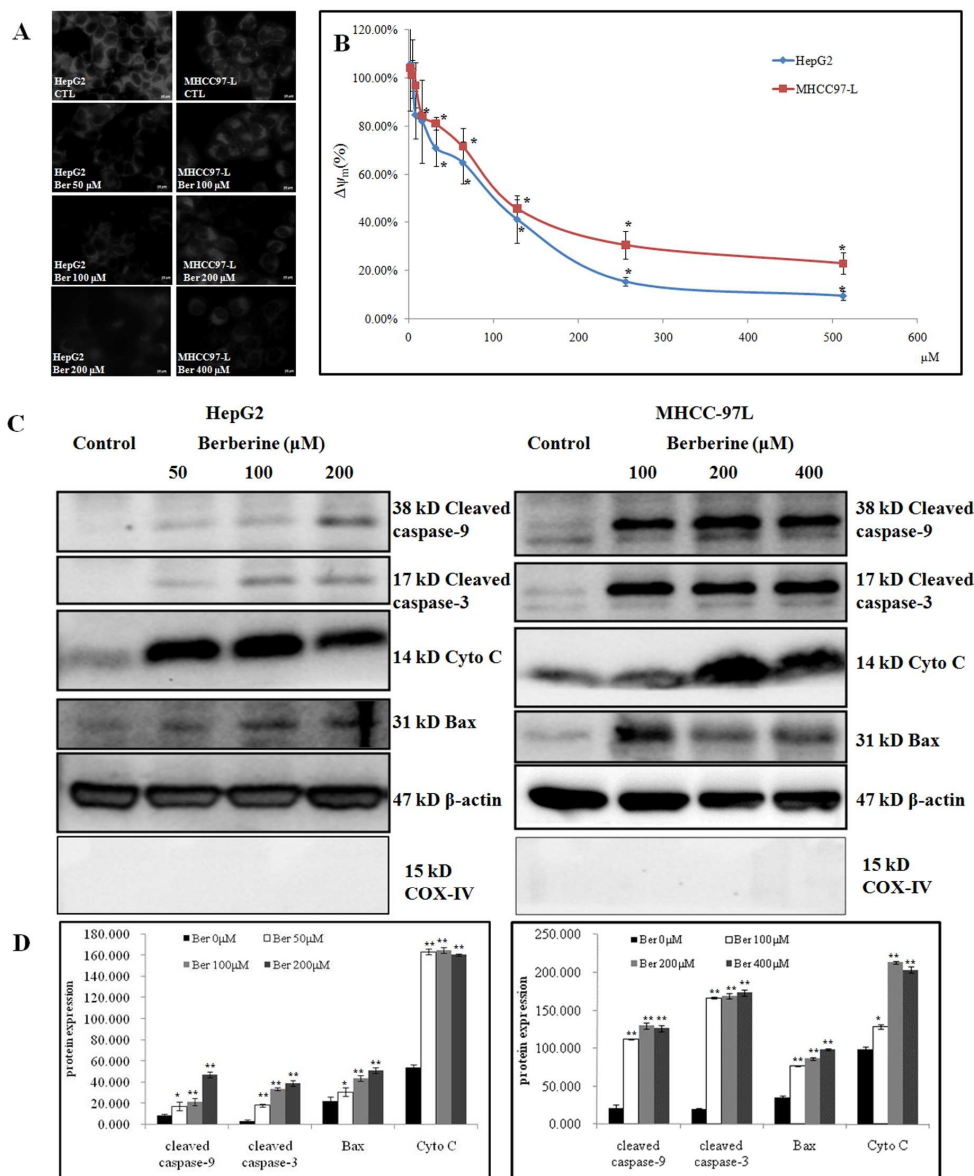 A
HepG2
CTL
MHCC97-L
CTL
HepG2
Ber 50 µM
MHCC97-L
Ber 100 µM
HepG2
Ber 100 µM
MHCC97-L
Ber 200 µM
HepG2
Ber 200 µM
MHCC97-L
Ber 400 µM
B
120.00%
100.00%
80.00%
60.00%
40.00%
20.00%
0.00%
Δψm(%)
HepG2
MHCC97-L
* * * * * * * * * *
0 100 200 300 400 500 600
µM
C
HepG2
Control Berberine (µM)
50 100 200
38 kD Cleaved
caspase-9
17 kD Cleaved
caspase-3
14 kD Cyto C
31 kD Bax
47 kD β-actin
15 kD
COX-IV
MHCC-97L
Control Berberine (µM)
100 200 400
38 kD Cleaved
caspase-9
17 kD Cleaved
caspase-3
14 kD Cyto C
31 kD Bax
47 kD β-actin
15 kD
COX-IV
D
protein expression
180.000
160.000
140.000
120.000
100.000
80.000
60.000
40.000
20.000
0.000
Ber 0µM Ber 50µM
Ber 100µM Ber 200µM
* ** **
** ** **
* ** **
** ** **
cleaved
caspase-9
cleaved
caspase-3
Bax
Cyto C
protein expression
250.000
200.000
150.000
100.000
50.000
0.000
Ber 0µM Ber 100µM
Ber 200µM Ber 400µM
** ** **
** ** **
** ** **
* ** **
cleaved
caspase-9
cleaved
caspase-3
Bax
Cyto C